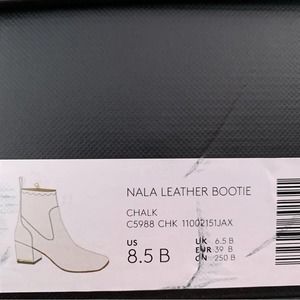 NALA LEATHER BOOTIE
CHALK
C5988 CHK 11002151JAX
US UK 6.5 B
8.5 B EUR 39 B
CN 250 B